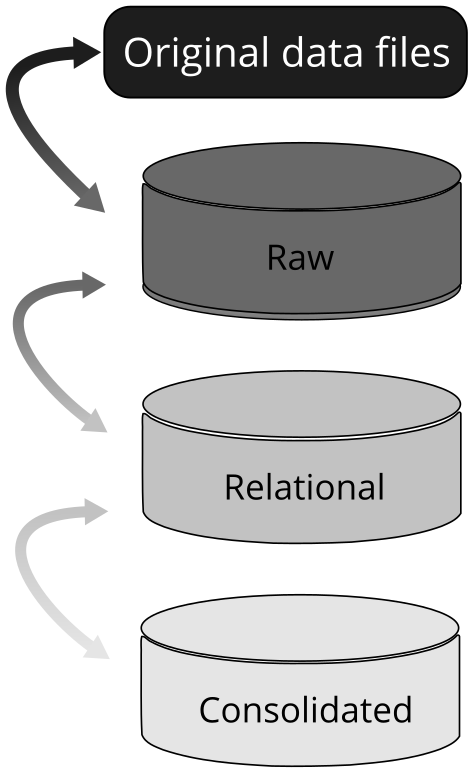 Original data files
Raw
Relational
Consolidated